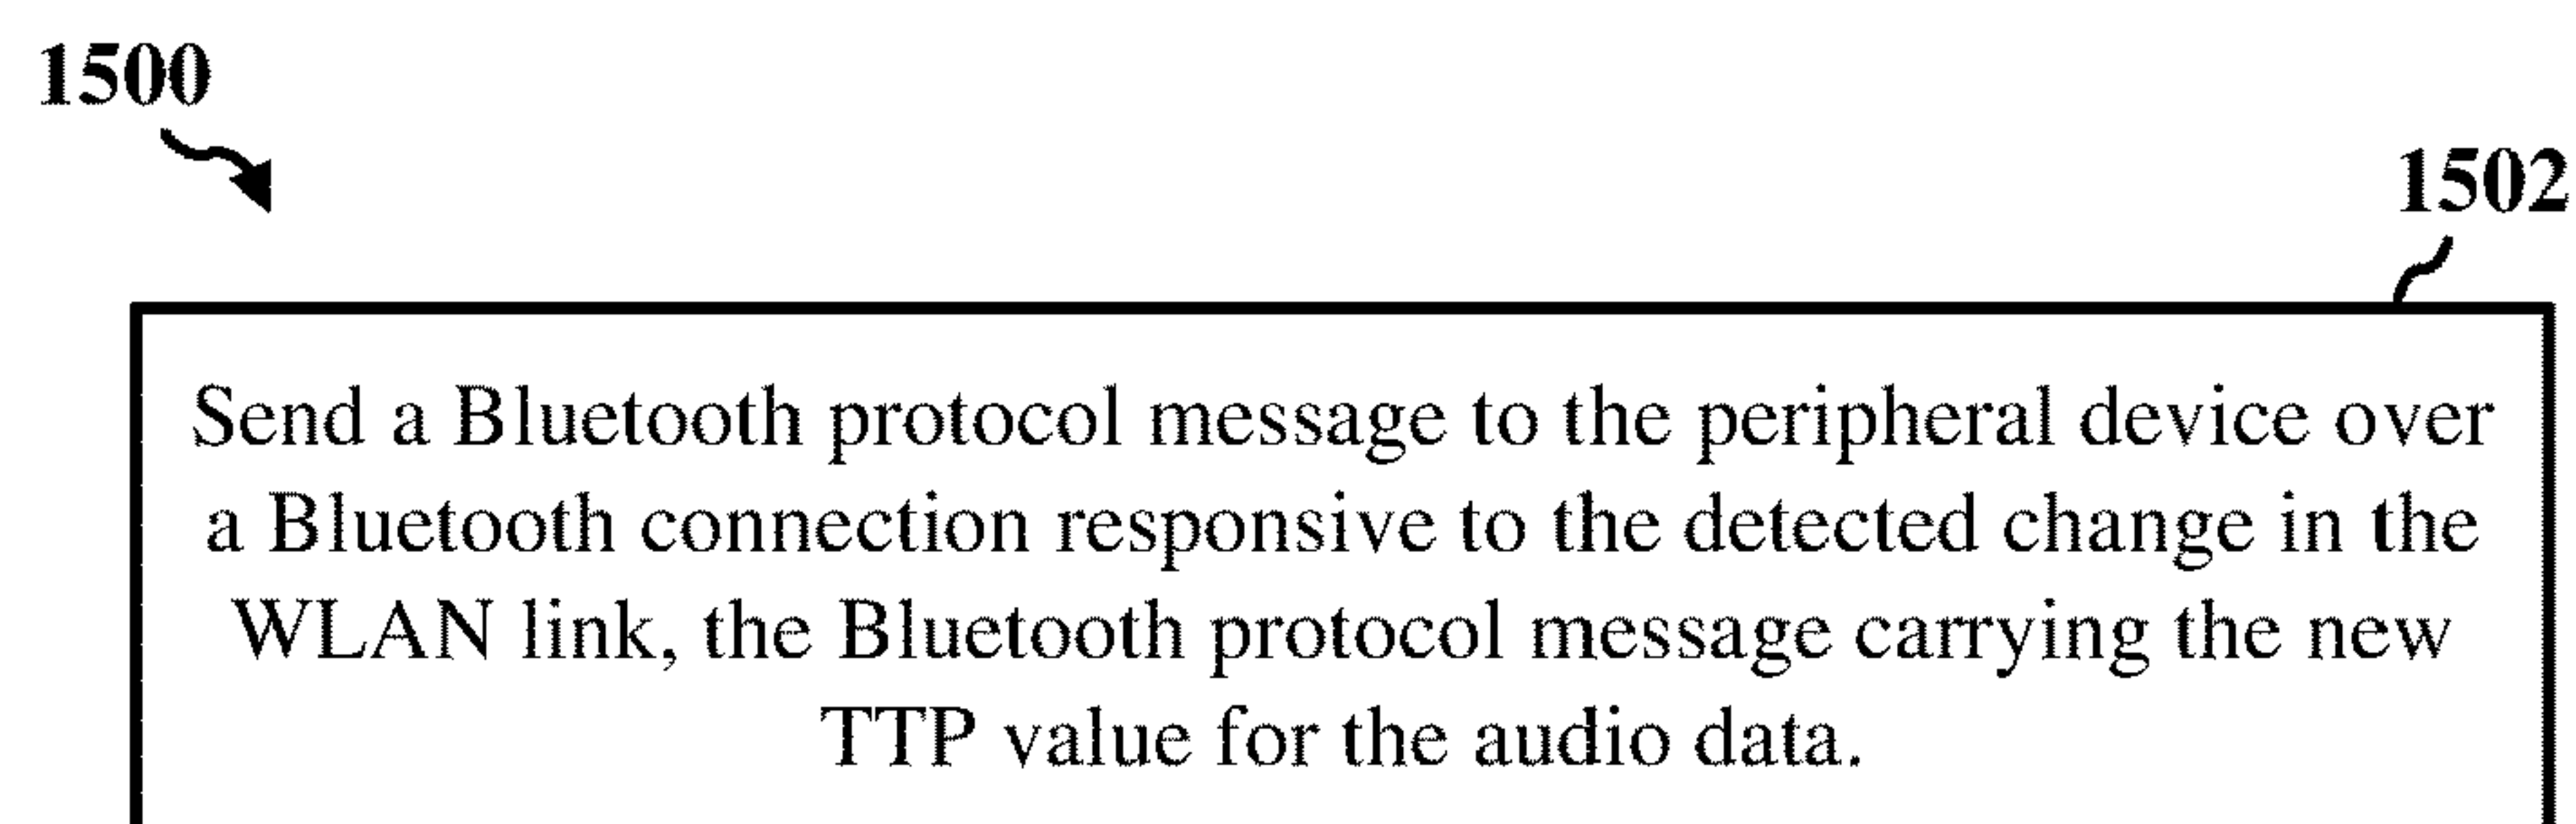 1500
1502
Send a Bluetooth protocol message to the peripheral device over
a Bluetooth connection responsive to the detected change in the
WLAN link, the Bluetooth protocol message carrying the new
TTP value for the audio data.